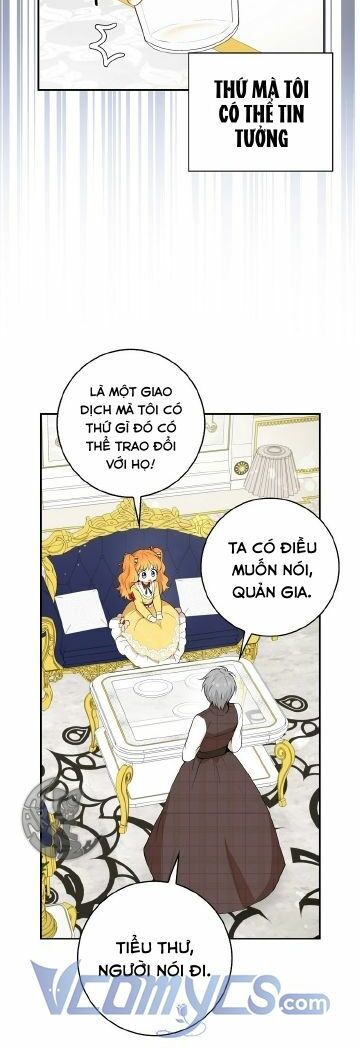 THỨ MÀ TÔI
CÓ THỂ TIN
TƯỞNG
LÀ MỘT GIAO
DỊCH MÀ TÔI CÓ
THỨ GÌ ĐÓ CÓ
THỂ TRAO ĐỔI
VỚI HỌ!
TA CÓ ĐIỀU
MUỐN NÓI,
QUẢN GIA.
TIỂU THƯ,
NGƯỜI NÓI ĐI.
VCOMYCS.COM